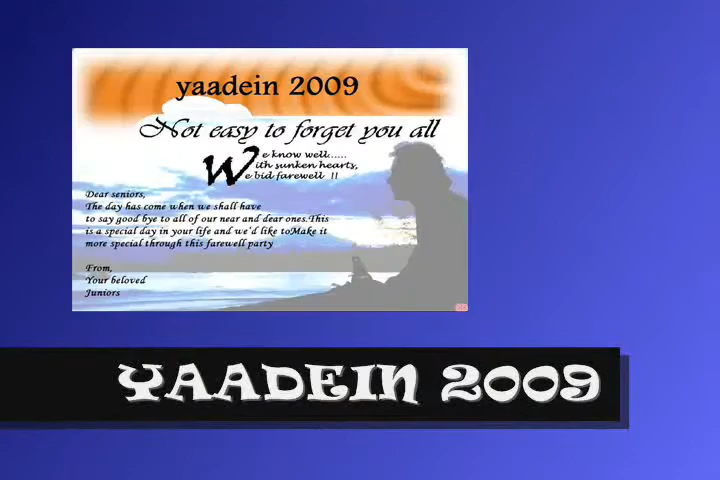 yaadein 2009
Not easy to forget you all
We know well.....
With sunken hearts,
We bid farewell !!
Dear seniors,
The day has come when we shall have
to say good bye to all of our near and dear ones.This
is a special day in your life and we'd like toMake it
more special through this farewell party
From,
Your beloved
Juniors
YAADEIN 2009